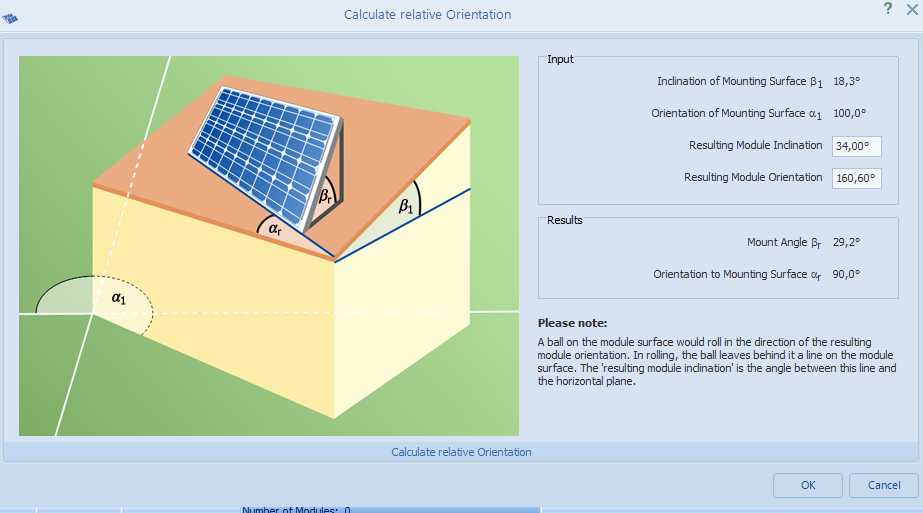 Calculate relative Orientation
?
Input
Inclination of Mounting Surface β1 18,3°
Orientation of Mounting Surface α1 100,0°
Resulting Module Inclination 34,00°
Resulting Module Orientation 160,60°
βr
β1
αr
α1
Results
Mount Angle βr 29,2°
Orientation to Mounting Surface αr 90,0°
Please note:
A ball on the module surface would roll in the direction of the resulting
module orientation. In rolling, the ball leaves behind it a line on the module
surface. The 'resulting module inclination' is the angle between this line and
the horizontal plane.
Calculate relative Orientation
OK Cancel
Number of Modules: 0